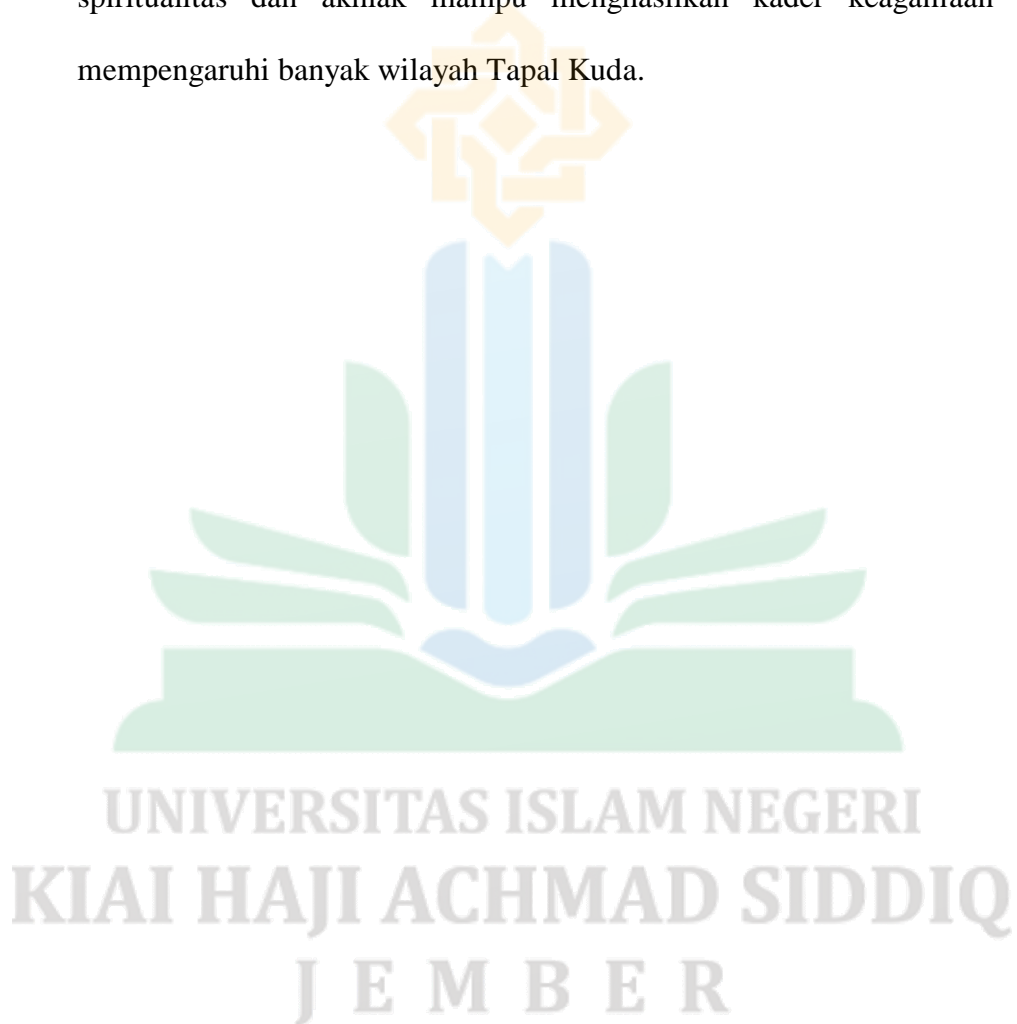 spiritualitas dan akhlak mampu menghasilkan kader keagamaan
mempengaruhi banyak wilayah Tapal Kuda.
UNIVERSITAS ISLAM NEGERI
KIAI HAJI ACHMAD SIDDIQ
JEMBER